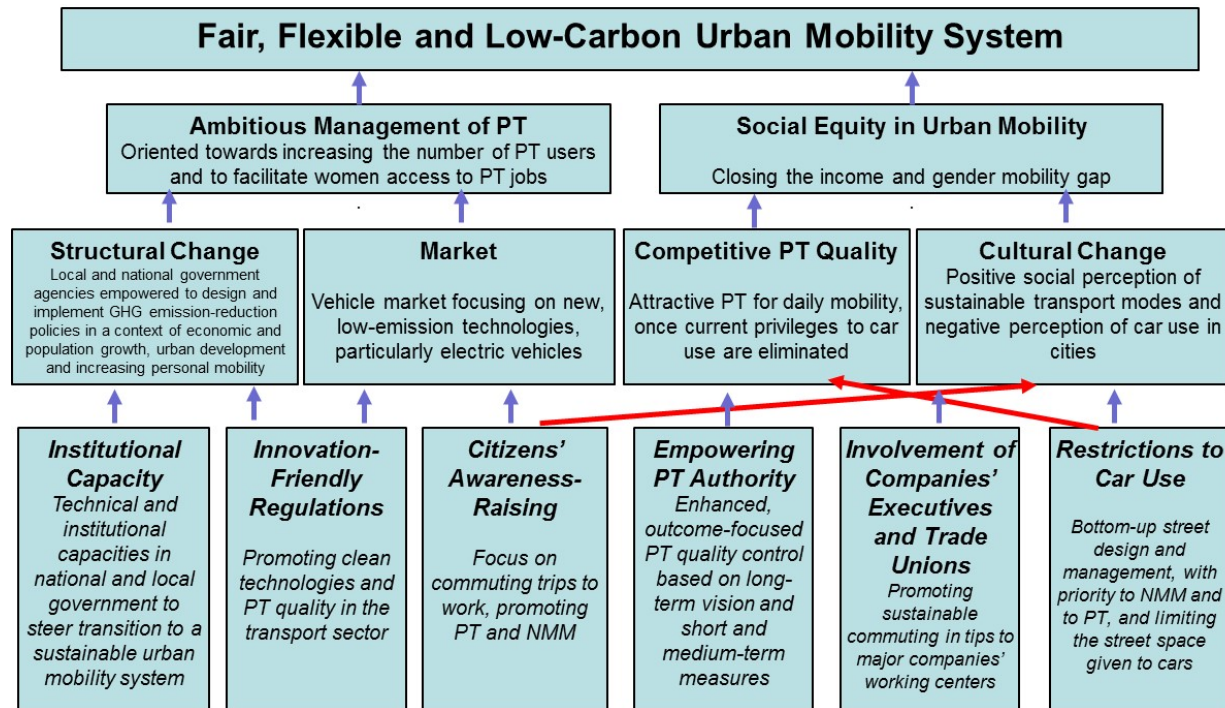 Fair, Flexible and Low-Carbon Urban Mobility System
Ambitious Management of PT
Oriented towards increasing the number of PT users
and to facilitate women access to PT jobs
Social Equity in Urban Mobility
Closing the income and gender mobility gap
Structural Change
Local and national government
agencies empowered to design and
implement GHG emission-reduction
policies in a context of economic and
population growth, urban development
and increasing personal mobility
Market
Vehicle market focusing on new,
low-emission technologies,
particularly electric vehicles
Competitive PT Quality
Attractive PT for daily mobility,
once current privileges to car
use are eliminated
Cultural Change
Positive social perception of
sustainable transport modes and
negative perception of car use in
cities
Institutional
Capacity
Technical and
institutional
capacities in
national and local
government to
steer transition to a
sustainable urban
mobility system
Innovation-
Friendly
Regulations
Promoting clean
technologies and
PT quality in the
transport sector
Citizens’
Awareness-
Raising
Focus on
commuting trips to
work, promoting
PT and NMM
Empowering
PT Authority
Enhanced,
outcome-focused
PT quality control
based on long-
term vision and
short and
medium-term
measures
Involvement of
Companies’
Executives
and Trade
Unions
Promoting
sustainable
commuting in tips to
major companies’
working centers
Restrictions to
Car Use
Bottom-up street
design and
management, with
priority to NMM and
to PT, and limiting
the street space
given to cars